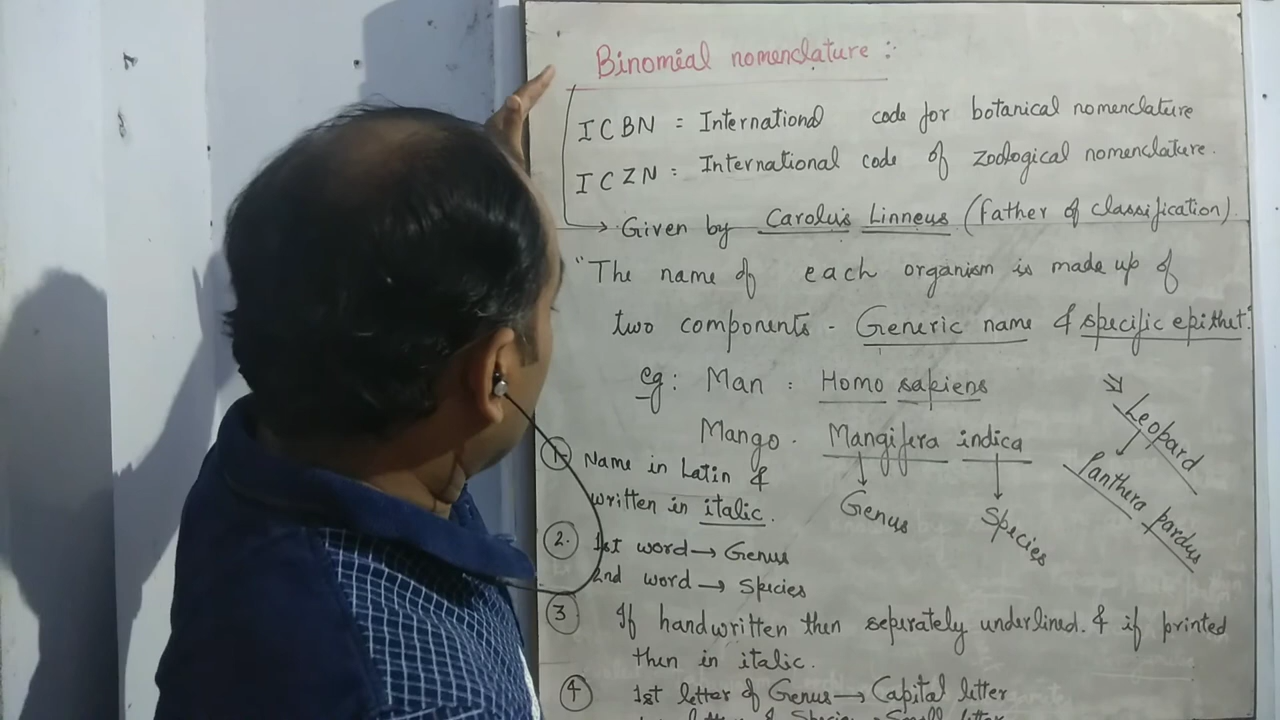 Binomial nomenclature :-
ICBN = International code for botanical nomenclature
ICZN = International code of zoological nomenclature.
→ Given by Carolus Linneus (father of classification).
"The name of each organism is made up of
two components - Generic name & specific epithet."
eg: Man : Homo sapiens
Mango - Mangifera indica
Genus
Species
Leopard
Panthera pardus
1. Name in Latin &
written in italic.
2. 1st word → Genus
2nd word → Species
3 If handwritten then seperately underlined. & if printed
then in italic.
4 1st letter of Genus → Capital letter